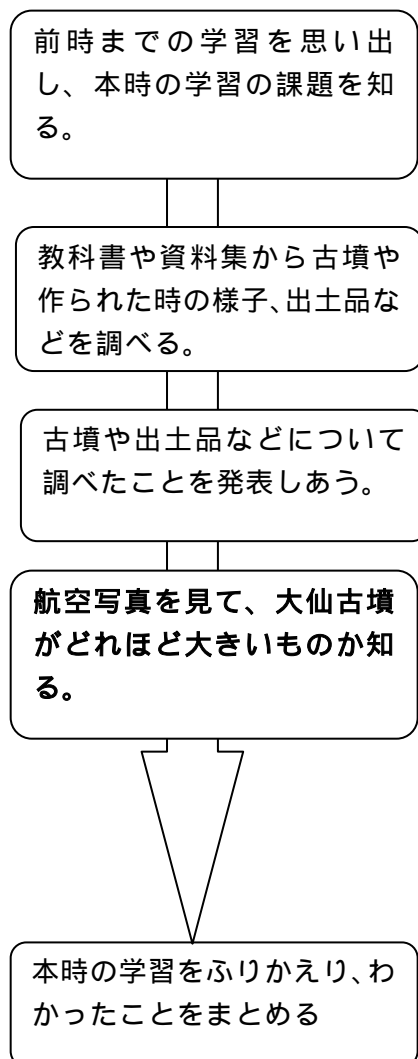 前時までの学習を思い出
し、本時の学習の課題を知
る。
教科書や資料集から古墳や
作られた時の様子、出土品な
どを調べる。
古墳や出土品などについて
調べたことを発表しあう。
航空写真を見て、大仙古墳
がどれほど大きいものか知
る。
本時の学習をふりかえり、わ
かったことをまとめる